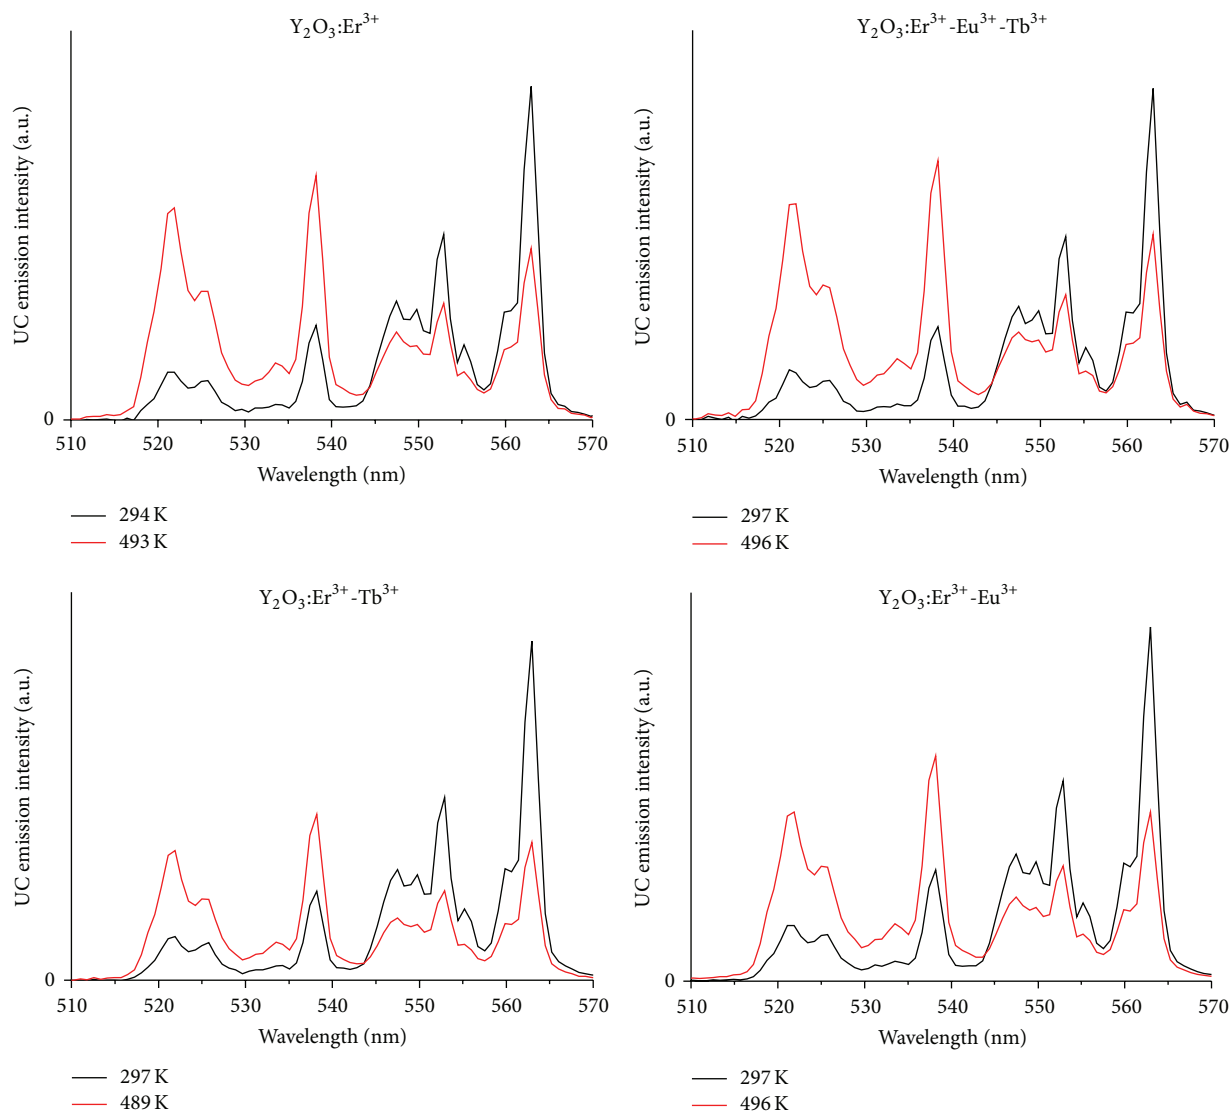 Y₂O₃:Er³⁺
UC emission intensity (a.u.)
0
510 520 530 540 550 560 570
Wavelength (nm)
294 K
493 K
Y₂O₃:Er³⁺-Eu³⁺-Tb³⁺
UC emission intensity (a.u.)
0
510 520 530 540 550 560 570
Wavelength (nm)
297 K
496 K
Y₂O₃:Er³⁺-Tb³⁺
UC emission intensity (a.u.)
0
510 520 530 540 550 560 570
Wavelength (nm)
297 K
489 K
Y₂O₃:Er³⁺-Eu³⁺
UC emission intensity (a.u.)
0
510 520 530 540 550 560 570
Wavelength (nm)
297 K
496 K